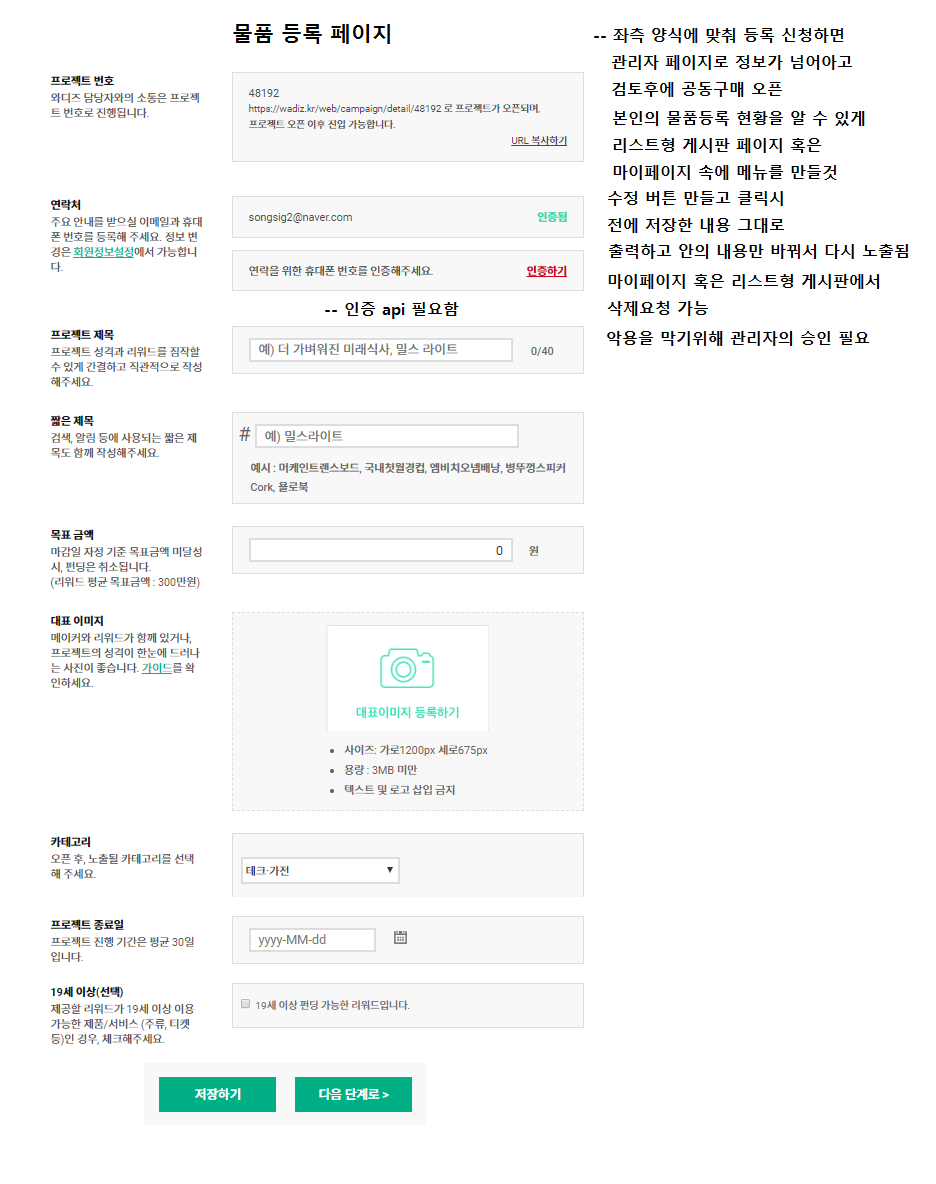 물품 등록 페이지
-- 좌측 양식에 맞춰 등록 신청하면
관리자 페이지로 정보가 넘어아고
검토후에 공동구매 오픈
본인의 물품등록 현황을 알 수 있게
리스트형 게시판 페이지 혹은
마이페이지 속에 메뉴를 만들것
수정 버튼 만들고 클릭시
전에 저장한 내용 그대로
출력하고 안의 내용만 바꿔서 다시 노출됨
마이페이지 혹은 리스트형 게시판에서
삭제요청 가능
악용을 막기위해 관리자의 승인 필요
프로젝트 번호
와디즈 담당자와의 소통은 프로젝
트 번호로 진행됩니다.
48192
https://wadiz.kr/web/campaign/detail/48192 로 프로젝트가 오픈되며,
프로젝트 오픈 이후 진입 가능합니다.
URL 복사하기
연락처
주요 안내를 받으실 이메일과 휴대
폰 번호를 등록해 주세요. 정보 변
경은 회원정보설정에서 가능합니
다.
songsig2@naver.com 인증됨
연락을 위한 휴대폰 번호를 인증해주세요. 인증하기
-- 인증 api 필요함
프로젝트 제목
프로젝트 성격과 리워드를 짐작할
수 있게 간결하고 직관적으로 작성
해주세요.
예) 더 가벼워진 미래식사, 밀스 라이트 0/40
짧은 제목
검색, 알림 등에 사용되는 짧은 제
목도 함께 작성해주세요.
# 예) 밀스라이트
예시 : 머케인트랜스보드, 국내첫월경컵, 엠비치오넴배낭, 병뚜껑스피커
Cork, 욜로북
목표 금액
마감일 자정 기준 목표금액 미달성
시, 펀딩은 취소됩니다.
(리워드 평균 목표금액 : 300만원)
0 원
대표 이미지
메이커와 리워드가 함께 있거나,
프로젝트의 성격이 한눈에 드러나
는 사진이 좋습니다. 가이드를 확
인하세요.
대표이미지 등록하기
• 사이즈: 가로1200px 세로675px
• 용량 : 3MB 미만
• 텍스트 및 로고 삽입 금지
카테고리
오픈 후, 노출될 카테고리를 선택
해 주세요.
테크·가전 ▼
프로젝트 종료일
프로젝트 진행 기간은 평균 30일
입니다.
yyyy-MM-dd
19세 이상(선택)
제공할 리워드가 19세 이상 이용
가능한 제품/서비스 (주류, 티켓
등)인 경우, 체크해주세요.
19세 이상 펀딩 가능한 리워드입니다.
저장하기
다음 단계로 >